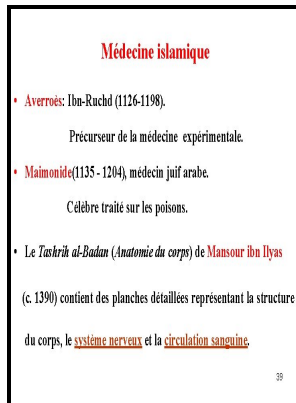 Médecine islamique
• Averroès: Ibn-Ruchd (1126-1198).
Précurseur de la médecine expérimentale.
• Maimonide(1135 - 1204), médecin juif arabe.
Célèbre traité sur les poisons.
• Le Tashrih al-Badan (Anatomie du corps) de Mansour ibn Ilyas
(c. 1390) contient des planches détaillées représentant la structure
du corps, le système nerveux et la circulation sanguine.
39